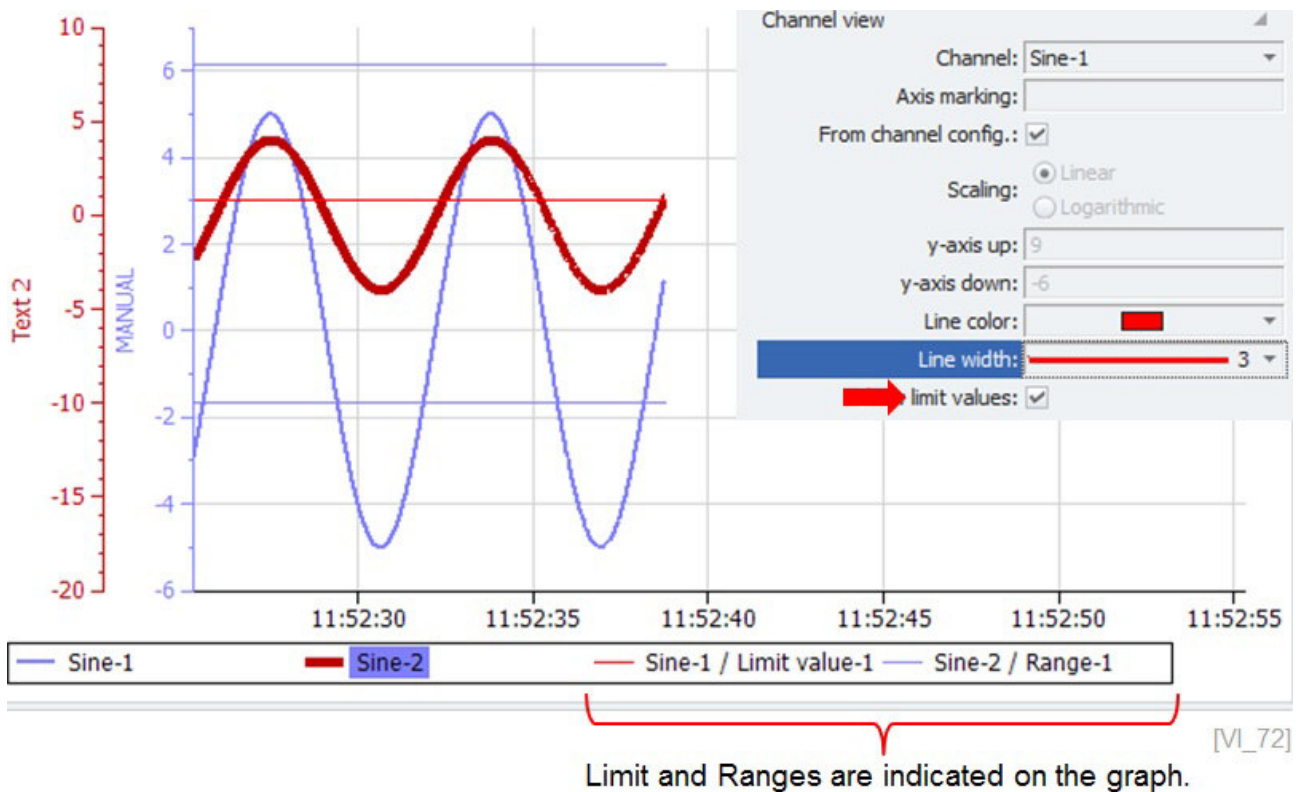 Channel view
Channel: Sine-1
Axis marking:
From channel config.:
Scaling: Linear
Logarithmic
y-axis up: 9
y-axis down: -6
Line color:
Line width: 3
limit values:
10
5
0
-5
-10
-15
-20
Text 2
6
4
2
0
-2
-4
-6
MANUAL
11:52:30 11:52:35 11:52:40 11:52:45 11:52:50 11:52:55
Sine-1 Sine-2 Sine-1 / Limit value-1 Sine-2 / Range-1
[VI_72]
Limit and Ranges are indicated on the graph.